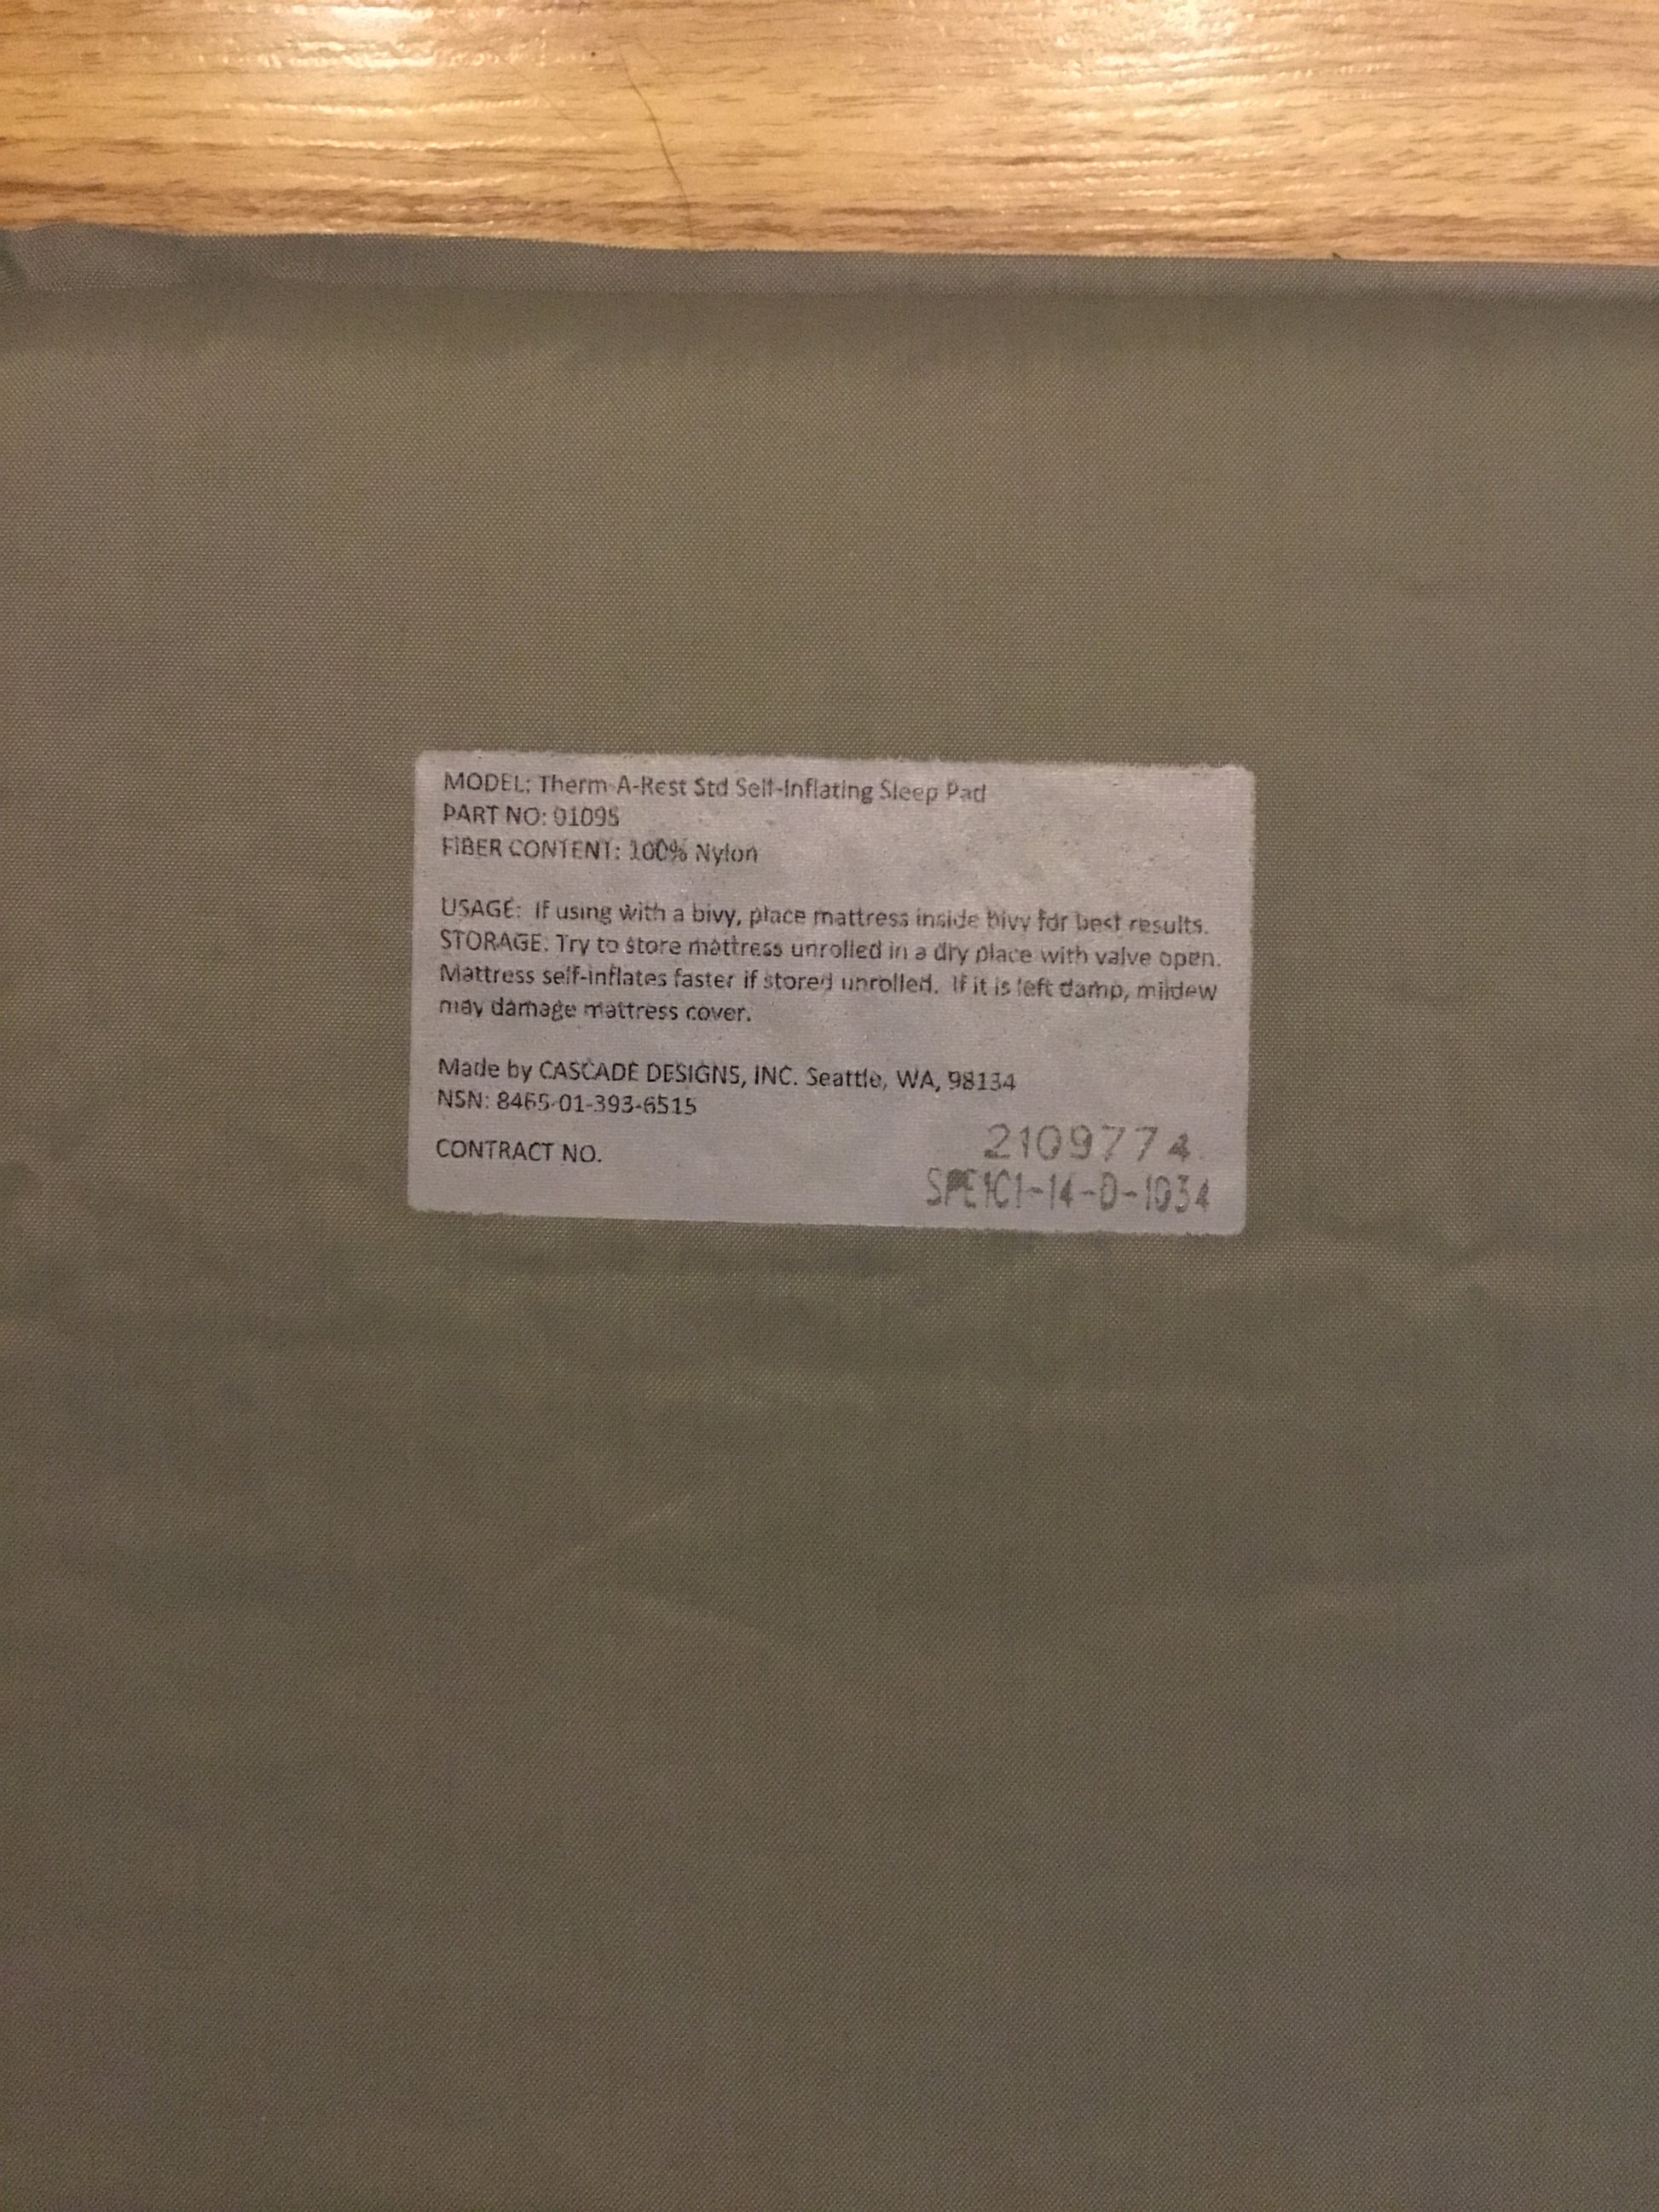 MODEL: Therm-A-Rest Std Self-Inflating Sleep Pad
PART NO: 01095
FIBER CONTENT: 100% Nylon
USAGE: If using with a bivy, place mattress inside bivy for best results.
STORAGE: Try to store mattress unrolled in a dry place with valve open.
Mattress self-inflates faster if stored unrolled. If it is left damp, mildew
may damage mattress cover.
Made by CASCADE DESIGNS, INC. Seattle, WA, 98134
NSN: 8465-01-393-6515
2109774
CONTRACT NO.
SPE1C1-14-D-1034